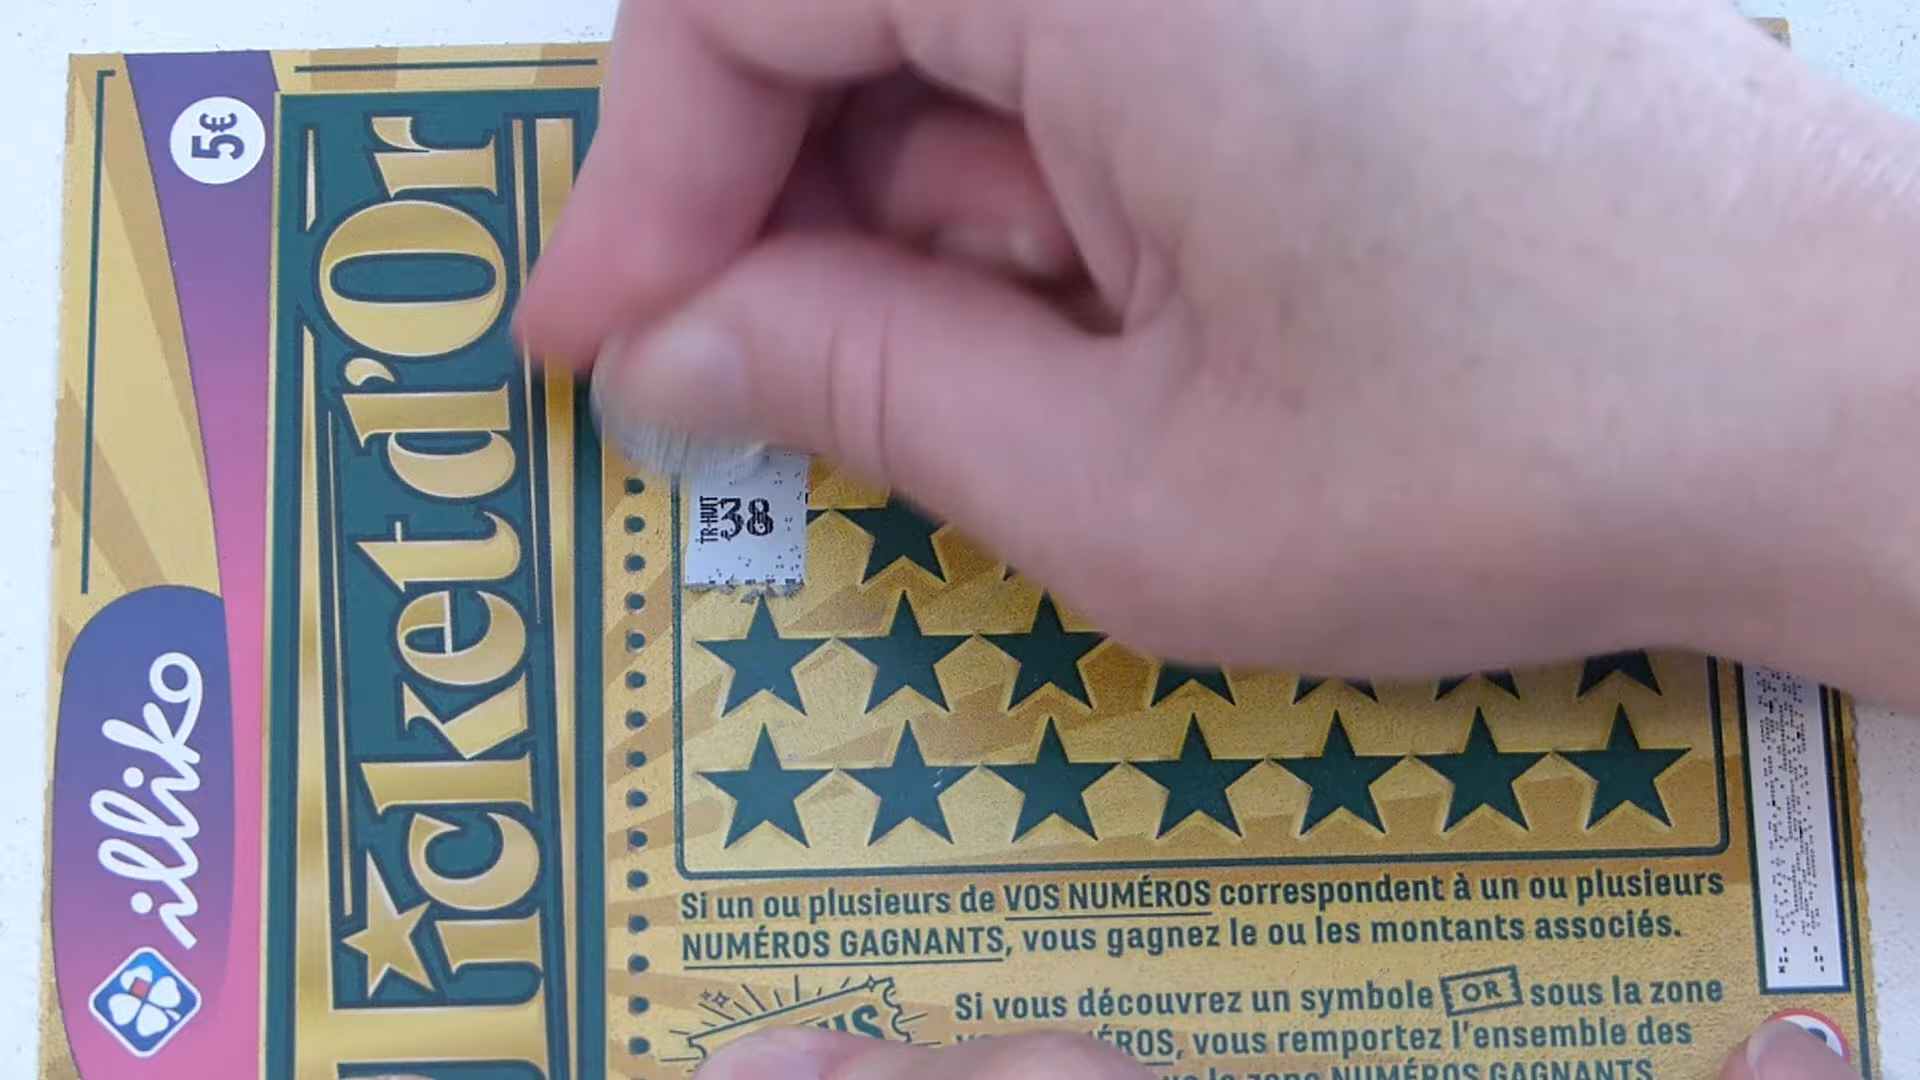 5€
Ticket d'Or
illiko
TR-HUIT
38
Si un ou plusieurs de VOS NUMÉROS correspondent à un ou plusieurs
NUMÉROS GAGNANTS, vous gagnez le ou les montants associés.
Si vous découvrez un symbole OR sous la zone
, vous remportez l'ensemble des
zone NUMÉROS GAGNANTS